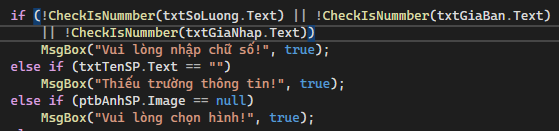 if (!CheckIsNummber(txtSoLuong.Text) || !CheckIsNummber(txtGiaBan.Text)
|| !CheckIsNummber(txtGiaNhap.Text))
MsgBox("Vui lòng nhập chữ số!", true);
else if (txtTenSP.Text == "")
MsgBox("Thiếu trường thông tin!", true);
else if (ptbAnhSP.Image == null)
MsgBox("Vui lòng chọn hình!", true);